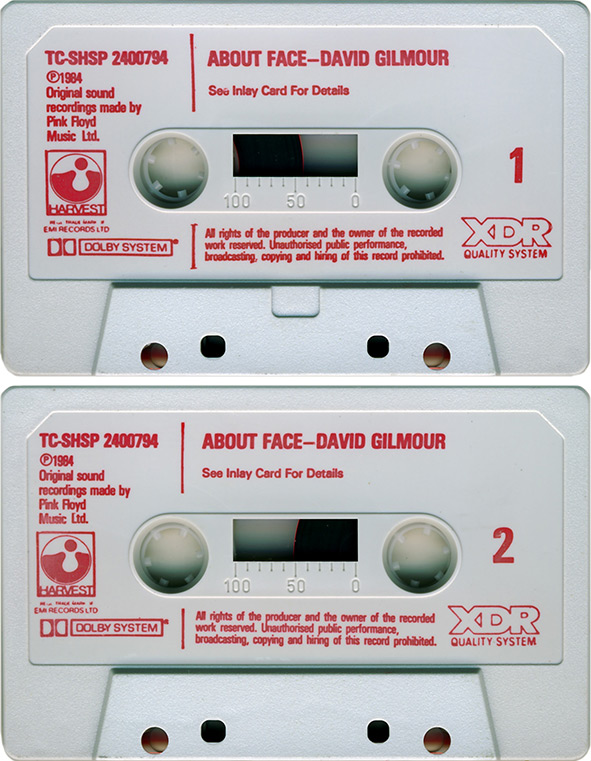 TC-SHSP 2400794
Ⓟ1984
Original sound
recordings made by
Pink Floyd
Music Ltd.
HARVEST
TRADE MARK
EMI RECORDS LTD
DOLBY SYSTEM
ABOUT FACE–DAVID GILMOUR
See Inlay Card For Details
100 50 0
1
All rights of the producer and the owner of the recorded
work reserved. Unauthorised public performance,
broadcasting, copying and hiring of this record prohibited.
XDR
QUALITY SYSTEM
TC-SHSP 2400794
Ⓟ1984
Original sound
recordings made by
Pink Floyd
Music Ltd.
HARVEST
TRADE MARK
EMI RECORDS LTD
DOLBY SYSTEM
ABOUT FACE–DAVID GILMOUR
See Inlay Card For Details
100 50 0
2
All rights of the producer and the owner of the recorded
work reserved. Unauthorised public performance,
broadcasting, copying and hiring of this record prohibited.
XDR
QUALITY SYSTEM